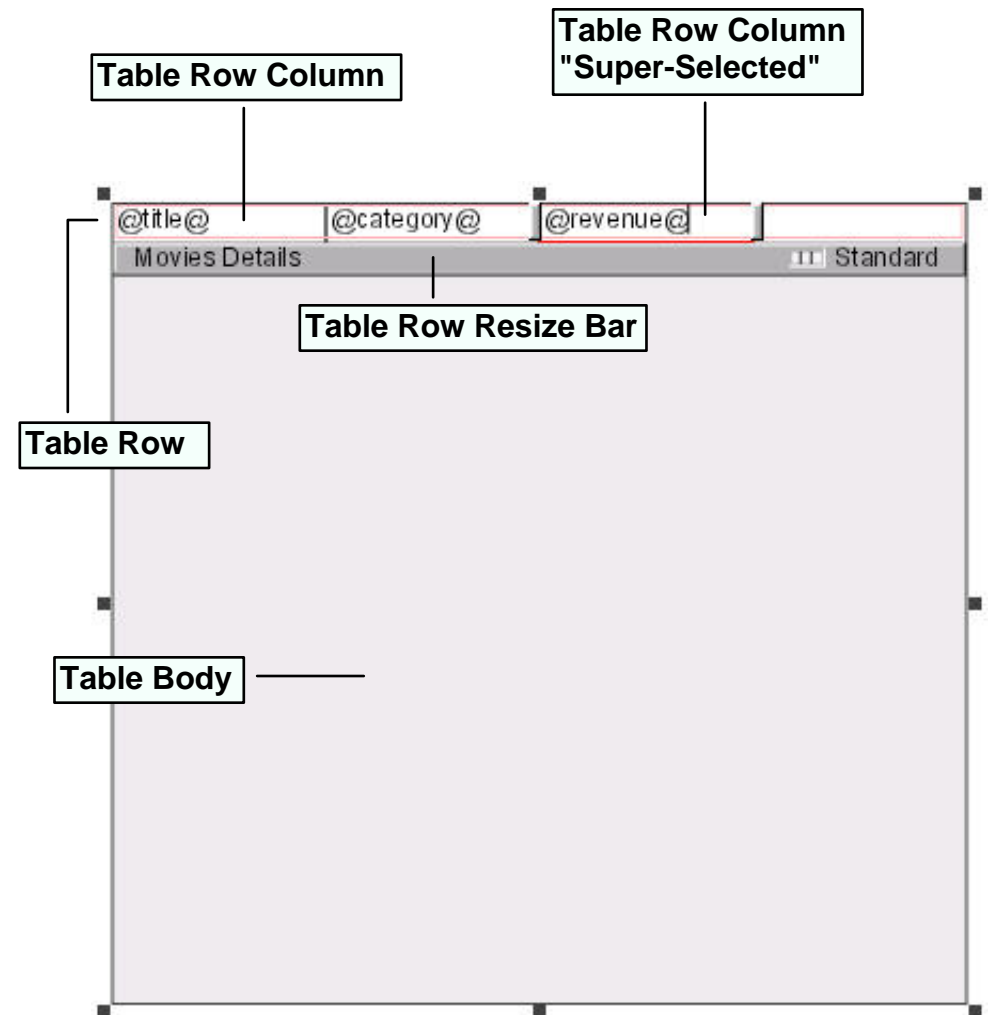 Table Row Column
"Super-Selected"
Table Row Column
@title@ @category@ @revenue@
Movies Details Standard
Table Row Resize Bar
Table Row
Table Body